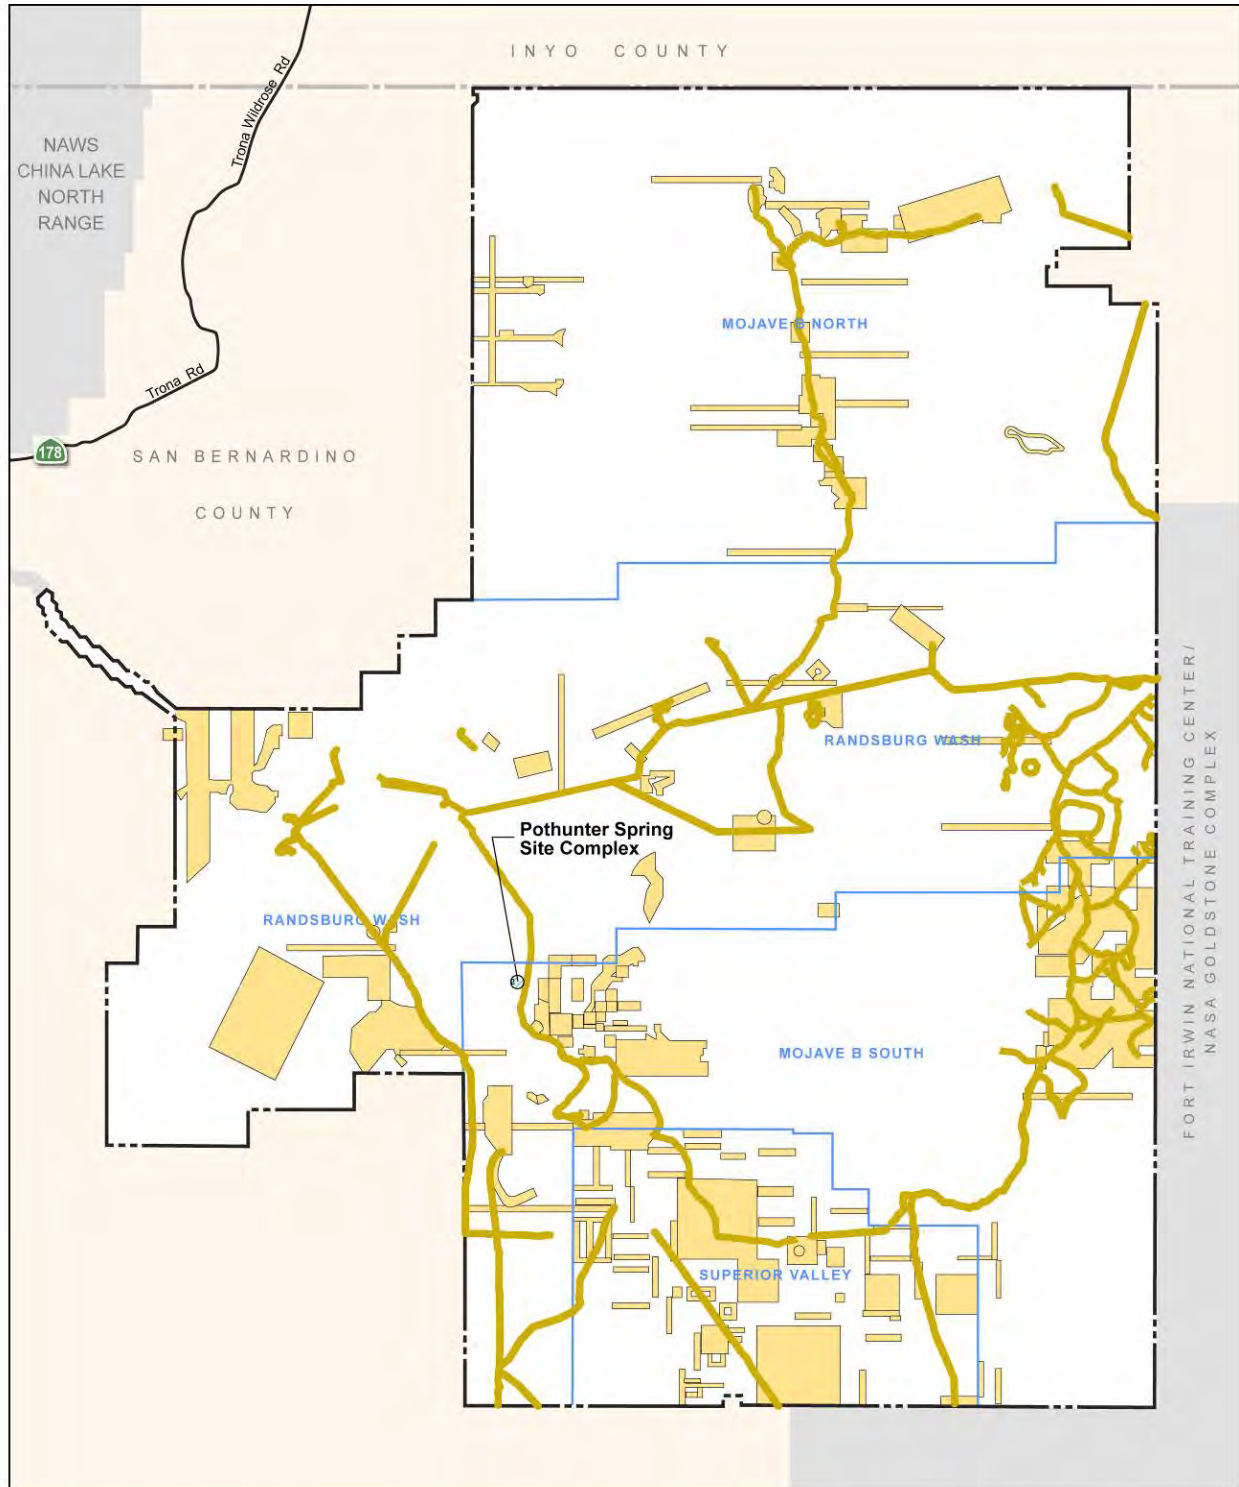 INYO COUNTY
Trona Wildrose Rd
NAWS
CHINA LAKE
NORTH
RANGE
MOJAVE B NORTH
Trona Rd
178
SAN BERNARDINO
COUNTY
RANDSBURG WASH
Pothunter Spring
Site Complex
RANDSBURG WASH
MOJAVE B SOUTH
SUPERIOR VALLEY
FORT IRWIN NATIONAL TRAINING CENTER/
NASA GOLDSTONE COMPLEX